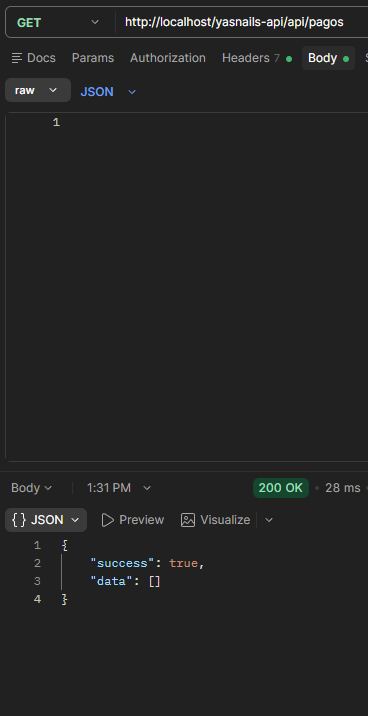 GET http://localhost/yasnails-api/api/pagos
Docs Params Authorization Headers 7 Body
raw JSON
1
Body 1:31 PM 200 OK 28 ms
{} JSON Preview Visualize
1 {
2 "success": true,
3 "data": []
4 }